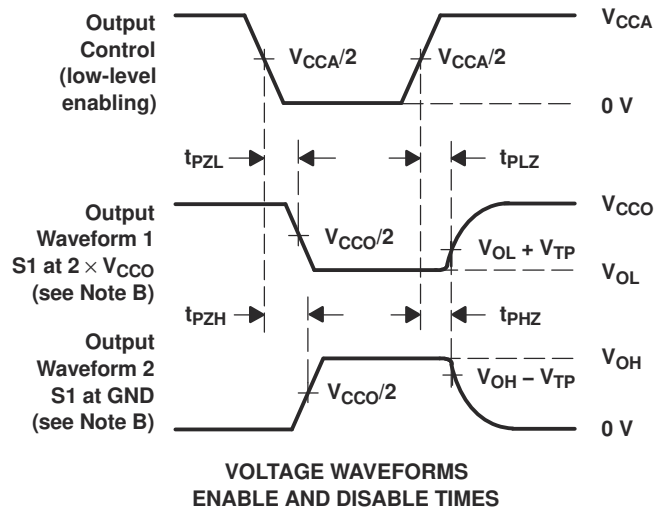 Output
Control
(low-level
enabling)
VCCA/2
VCCA/2
VCCA
0 V
tPZL
tPLZ
Output
Waveform 1
S1 at 2 × VCCO
(see Note B)
VCCO/2
VCCO
VOL + VTP
VOL
tPZH
tPHZ
Output
Waveform 2
S1 at GND
(see Note B)
VCCO/2
VOH
VOH − VTP
0 V
VOLTAGE WAVEFORMS
ENABLE AND DISABLE TIMES